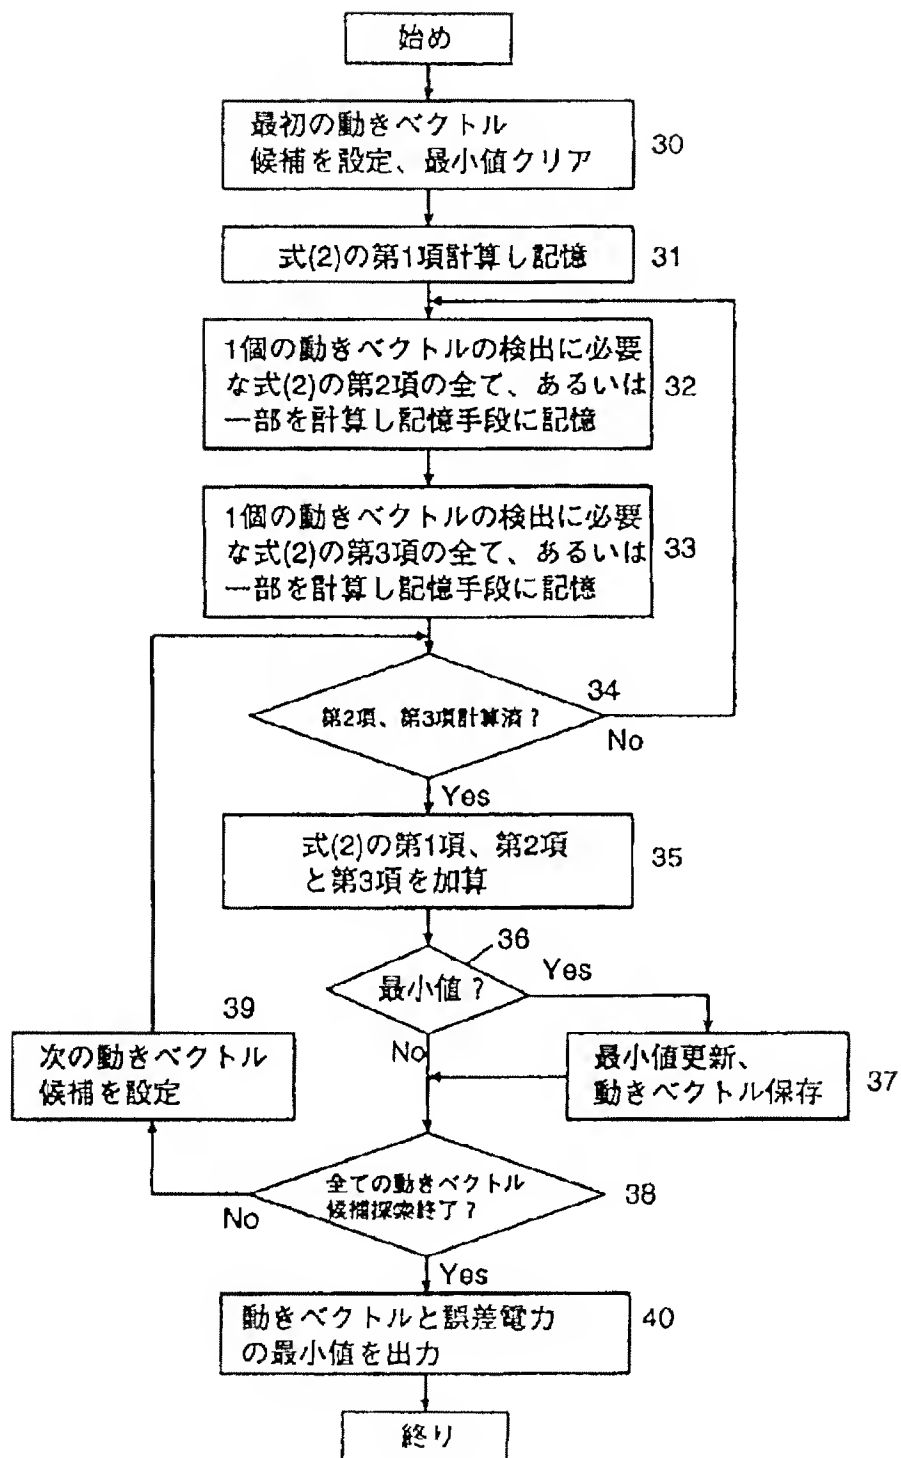 始め
最初の動きベクトル
候補を設定、最小値クリア
30
式(2)の第1項計算し記憶
31
1個の動きベクトルの検出に必要
な式(2)の第2項の全て、あるいは
一部を計算し記憶手段に記憶
32
1個の動きベクトルの検出に必要
な式(2)の第3項の全て、あるいは
一部を計算し記憶手段に記憶
33
34
第2項、第3項計算済？
No
Yes
式(2)の第1項、第2項
と第3項を加算
35
36
最小値？
Yes
No
39
次の動きベクトル
候補を設定
最小値更新、
動きベクトル保存
37
全ての動きベクトル
候補探索終了？
38
No
Yes
動きベクトルと誤差電力
の最小値を出力
40
終り